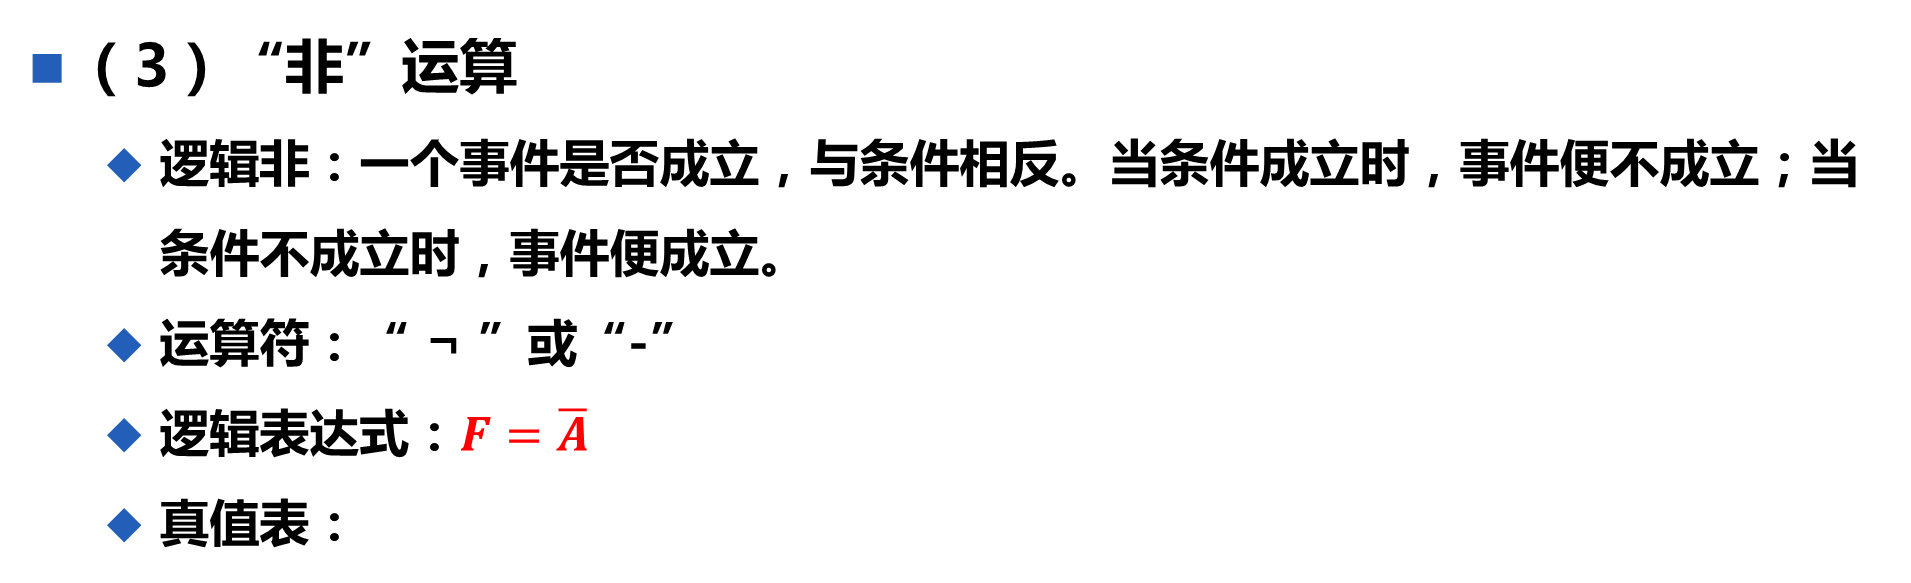 ■（3）“非”运算
◆ 逻辑非：一个事件是否成立，与条件相反。当条件成立时，事件便不成立；当
条件不成立时，事件便成立。
◆ 运算符：“ ¬ ”或“-”
◆ 逻辑表达式：F = A̅
◆ 真值表：